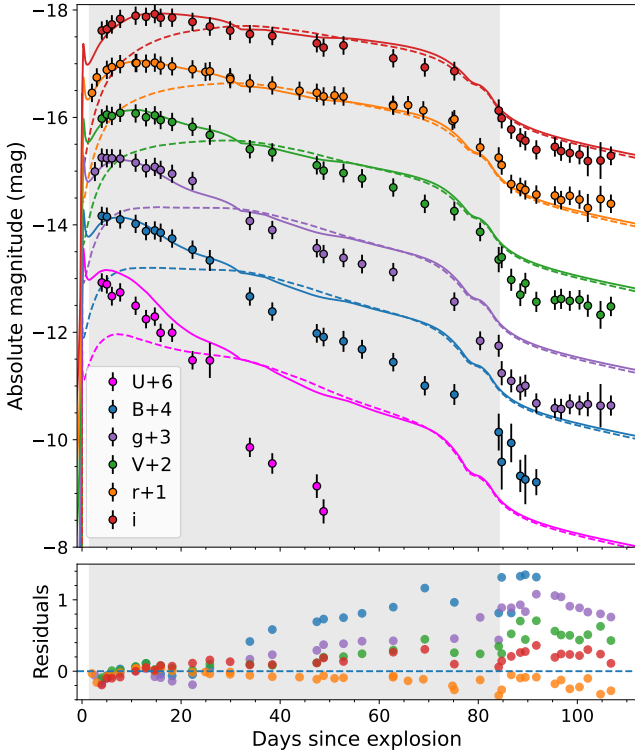 −18
−16
−14
−12
−10
−8
Absolute magnitude (mag)
U+6
B+4
g+3
V+2
r+1
i
1
0
Residuals
0
20
40
60
80
100
Days since explosion